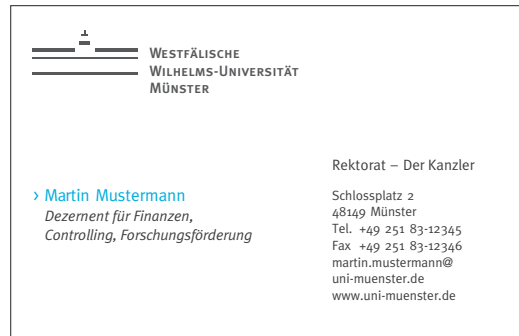 Westfälische
Wilhelms-Universität
Münster
Rektorat – Der Kanzler
› Martin Mustermann
Dezernent für Finanzen,
Controlling, Forschungsförderung
Schlossplatz 2
48149 Münster
Tel. +49 251 83-12345
Fax +49 251 83-12346
martin.mustermann@
uni-muenster.de
www.uni-muenster.de